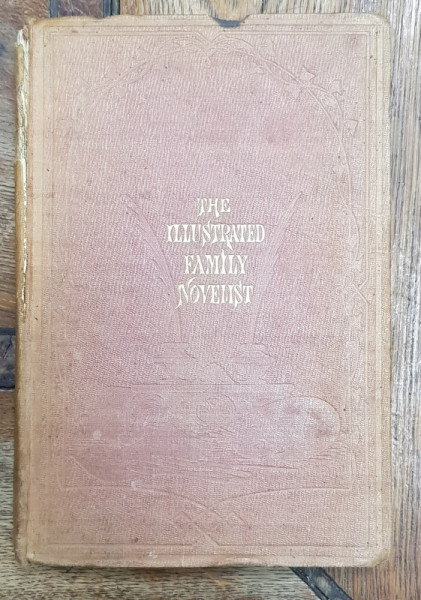 THE
ILLUSTRATED
FAMILY
NOVELIST